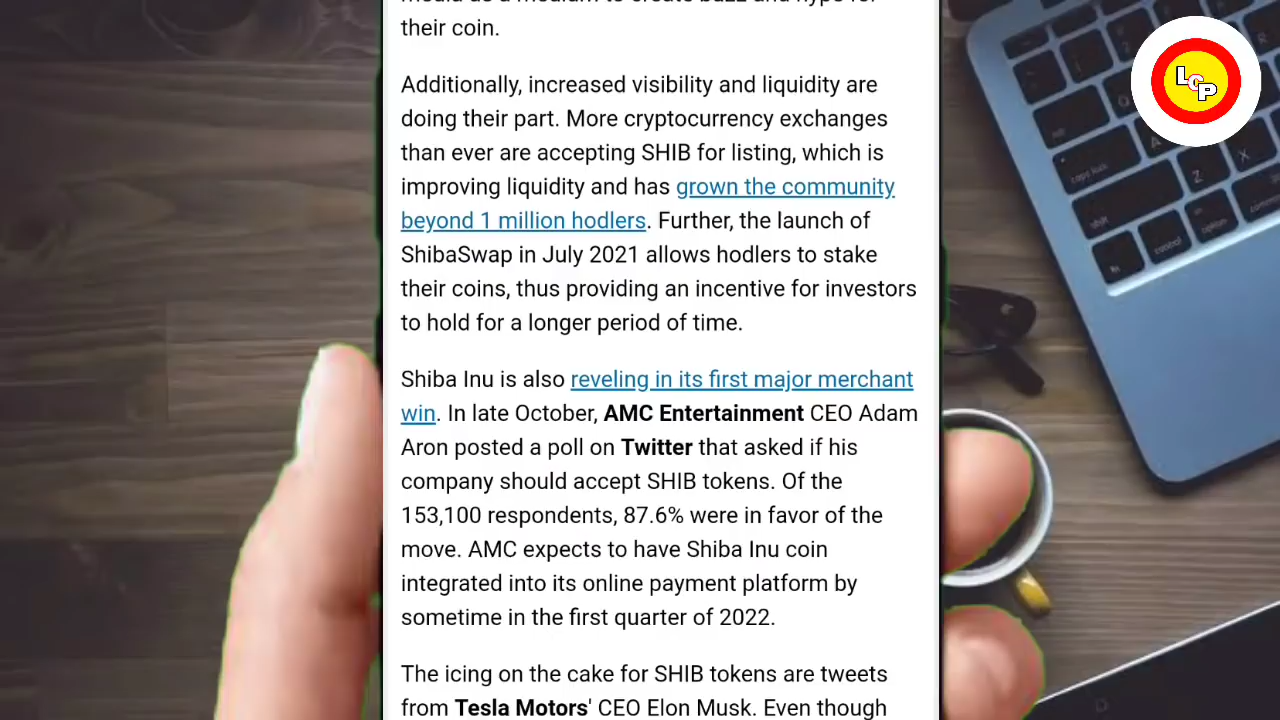 their coin.
Additionally, increased visibility and liquidity are
doing their part. More cryptocurrency exchanges
than ever are accepting SHIB for listing, which is
improving liquidity and has grown the community
beyond 1 million hodlers. Further, the launch of
ShibaSwap in July 2021 allows hodlers to stake
their coins, thus providing an incentive for investors
to hold for a longer period of time.
Shiba Inu is also reveling in its first major merchant
win. In late October, AMC Entertainment CEO Adam
Aron posted a poll on Twitter that asked if his
company should accept SHIB tokens. Of the
153,100 respondents, 87.6% were in favor of the
move. AMC expects to have Shiba Inu coin
integrated into its online payment platform by
sometime in the first quarter of 2022.
The icing on the cake for SHIB tokens are tweets
from Tesla Motors' CEO Elon Musk. Even though
LCP
Z
X
caps lock
shift
fn
control
option